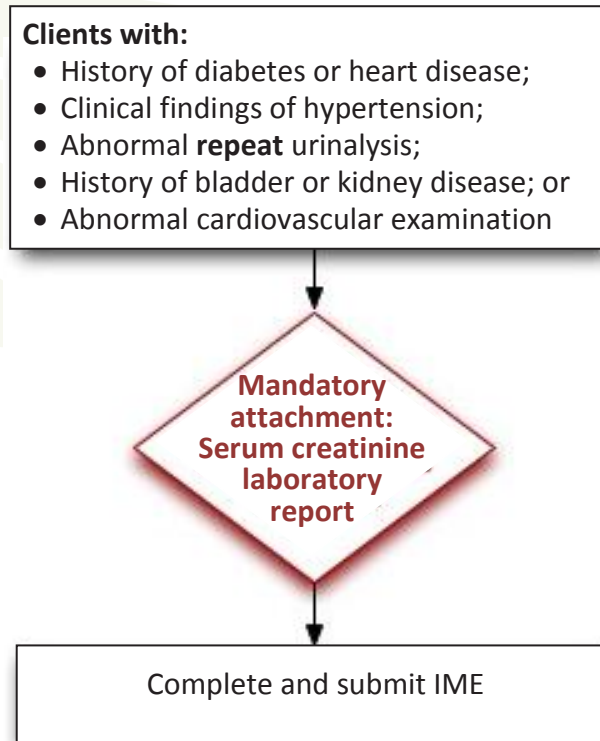 Clients with:
• History of diabetes or heart disease;
• Clinical findings of hypertension;
• Abnormal repeat urinalysis;
• History of bladder or kidney disease; or
• Abnormal cardiovascular examination
Mandatory
attachment:
Serum creatinine
laboratory
report
Complete and submit IME